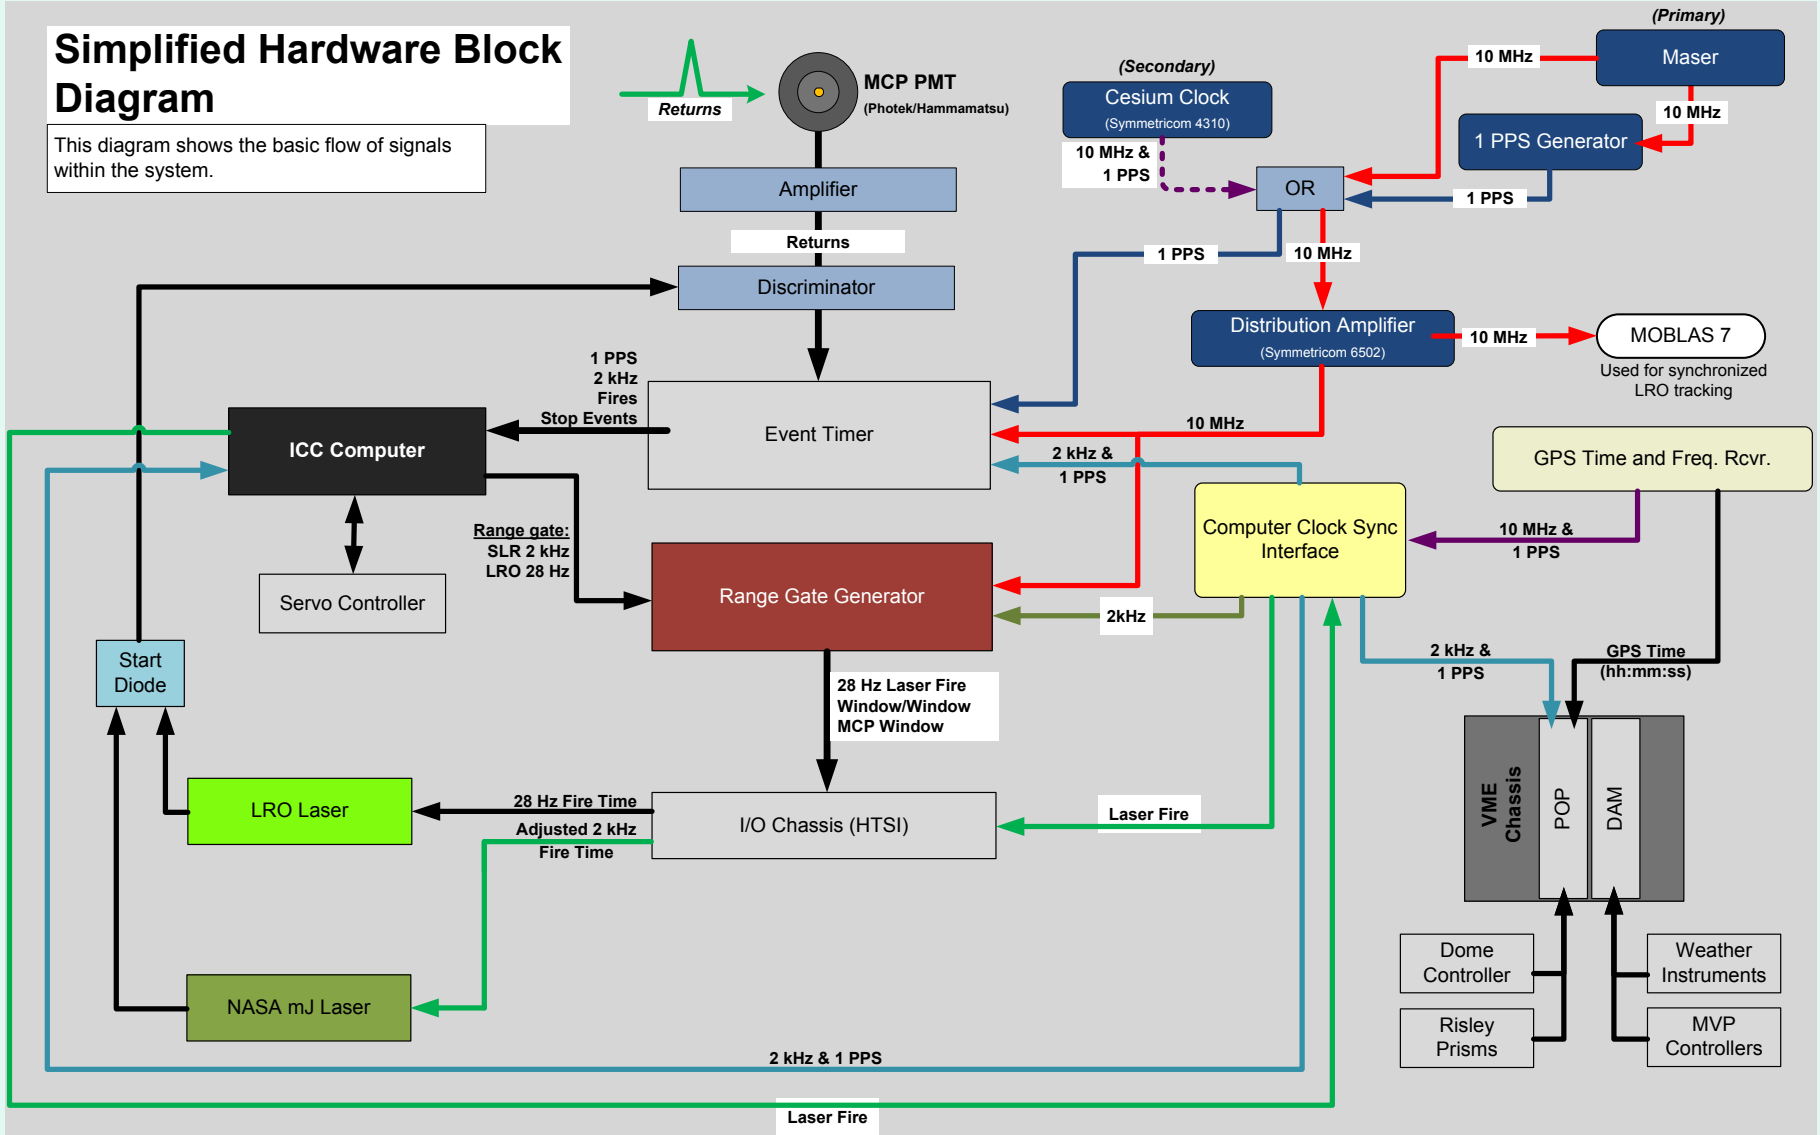 Simplified Hardware Block
Diagram
This diagram shows the basic flow of signals
within the system.
Returns
MCP PMT
(Photek/Hammamatsu)
Amplifier
Returns
Discriminator
(Secondary)
Cesium Clock
(Symmetricom 4310)
10 MHz &
1 PPS
(Primary)
Maser
10 MHz
10 MHz
1 PPS Generator
OR
1 PPS
1 PPS
10 MHz
Distribution Amplifier
(Symmetricom 6502)
10 MHz
MOBLAS 7
Used for synchronized
LRO tracking
1 PPS
2 kHz
Fires
Stop Events
Event Timer
10 MHz
2 kHz &
1 PPS
ICC Computer
Range gate:
SLR 2 kHz
LRO 28 Hz
Servo Controller
GPS Time and Freq. Rcvr.
10 MHz &
1 PPS
Computer Clock Sync
Interface
Range Gate Generator
2kHz
Start
Diode
2 kHz &
1 PPS
GPS Time
(hh:mm:ss)
28 Hz Laser Fire
Window/Window
MCP Window
LRO Laser
28 Hz Fire Time
Adjusted 2 kHz
Fire Time
I/O Chassis (HTSI)
Laser Fire
VME
Chassis
POP
DAM
NASA mJ Laser
Dome
Controller
Weather
Instruments
Risley
Prisms
MVP
Controllers
2 kHz & 1 PPS
Laser Fire